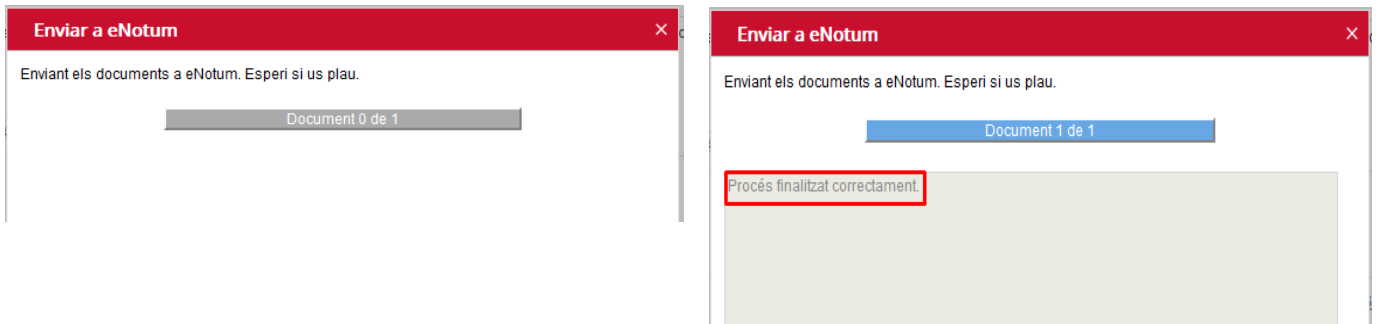 Enviar a eNotum
×
Enviant els documents a eNotum. Esperi si us plau.
Document 0 de 1
Enviar a eNotum
×
Enviant els documents a eNotum. Esperi si us plau.
Document 1 de 1
Procés finalitzat correctament.